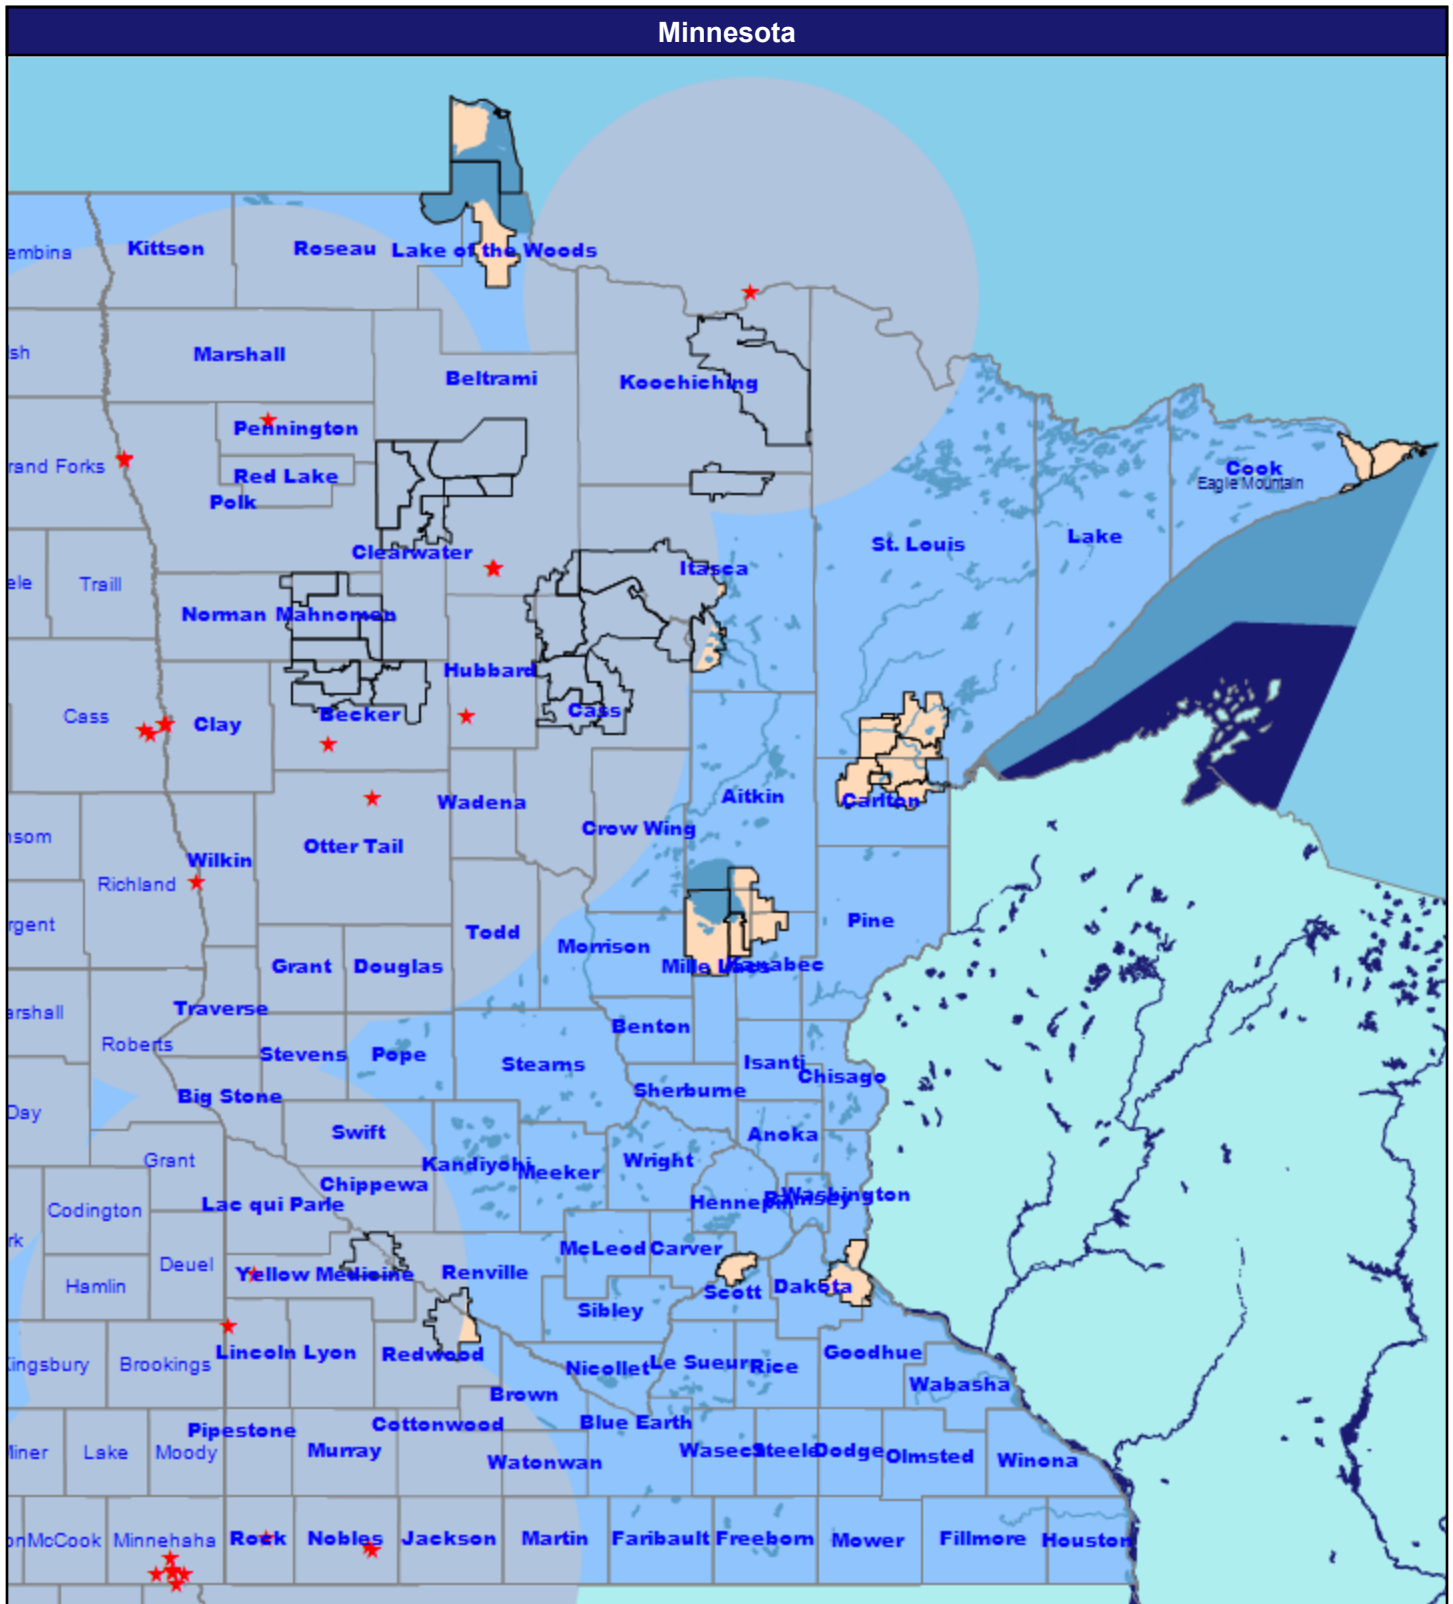 Minnesota
embina
Kittson
Roseau
Lake of the Woods
sh
Marshall
Beltrami
Koochiching
rand Forks
Pennington
Red Lake
Polk
Cook
Eagle Mountain
Lake
St. Louis
Clearwater
Itasca
ele
Traill
Norman
Mahnomen
Hubbard
Cass
Clay
Becker
Cass
Aitkin
Carlton
Wadena
Crow Wing
nsom
Otter Tail
Wilkin
Richland
rgent
Todd
Morrison
Pine
Grant
Douglas
Mille Lacs
Kanabec
arshall
Traverse
Roberts
Stevens
Pope
Benton
Stearns
Isanti
Chisago
Sherburne
Big Stone
Day
Swift
Anoka
Grant
Kandiyohi
Meeker
Wright
Chippewa
Lac qui Parle
Hennepin
Ramsey
Washington
Codington
rk
McLeod
Carver
Deuel
Yellow Medicine
Renville
Hamlin
Scott
Dakota
Sibley
Kingsbury
Brookings
Lincoln
Lyon
Redwood
Nicollet
Le Sueur
Rice
Goodhue
Wabasha
Brown
Cottonwood
Blue Earth
Pipestone
Miner
Lake
Moody
Murray
Watonwan
Waseca
Steele
Dodge
Olmsted
Winona
on
McCook
Minnehaha
Rock
Nobles
Jackson
Martin
Faribault
Freeborn
Mower
Fillmore
Houston